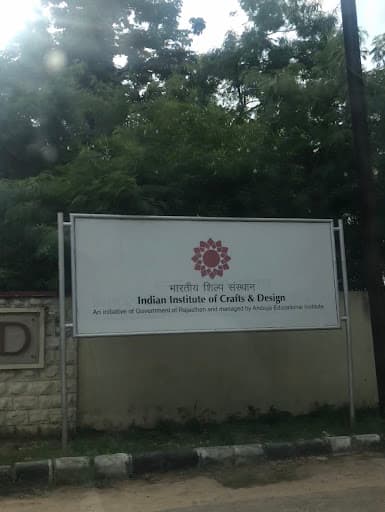 भारतीय शिल्प संस्थान
Indian Institute of Crafts & Design
An initiative of Government of Rajasthan and managed by Ambuja Educational Institute
D